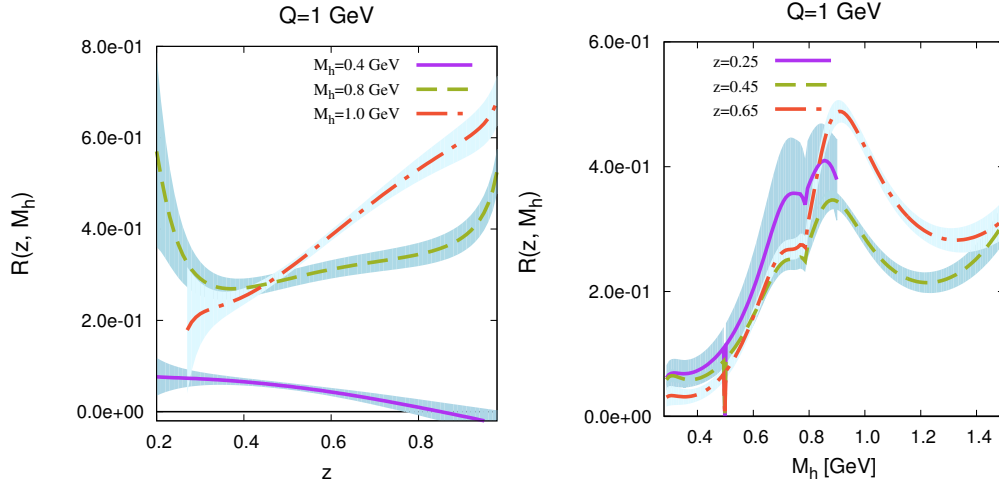 Q=1 GeV
8.0e-01
6.0e-01
4.0e-01
2.0e-01
0.0e+00
R(z, M_h)
M_h=0.4 GeV
M_h=0.8 GeV
M_h=1.0 GeV
0.2 0.4 0.6 0.8
z
Q=1 GeV
6.0e-01
4.0e-01
2.0e-01
0.0e+00
R(z, M_h)
z=0.25
z=0.45
z=0.65
0.4 0.6 0.8 1.0 1.2 1.4
M_h [GeV]